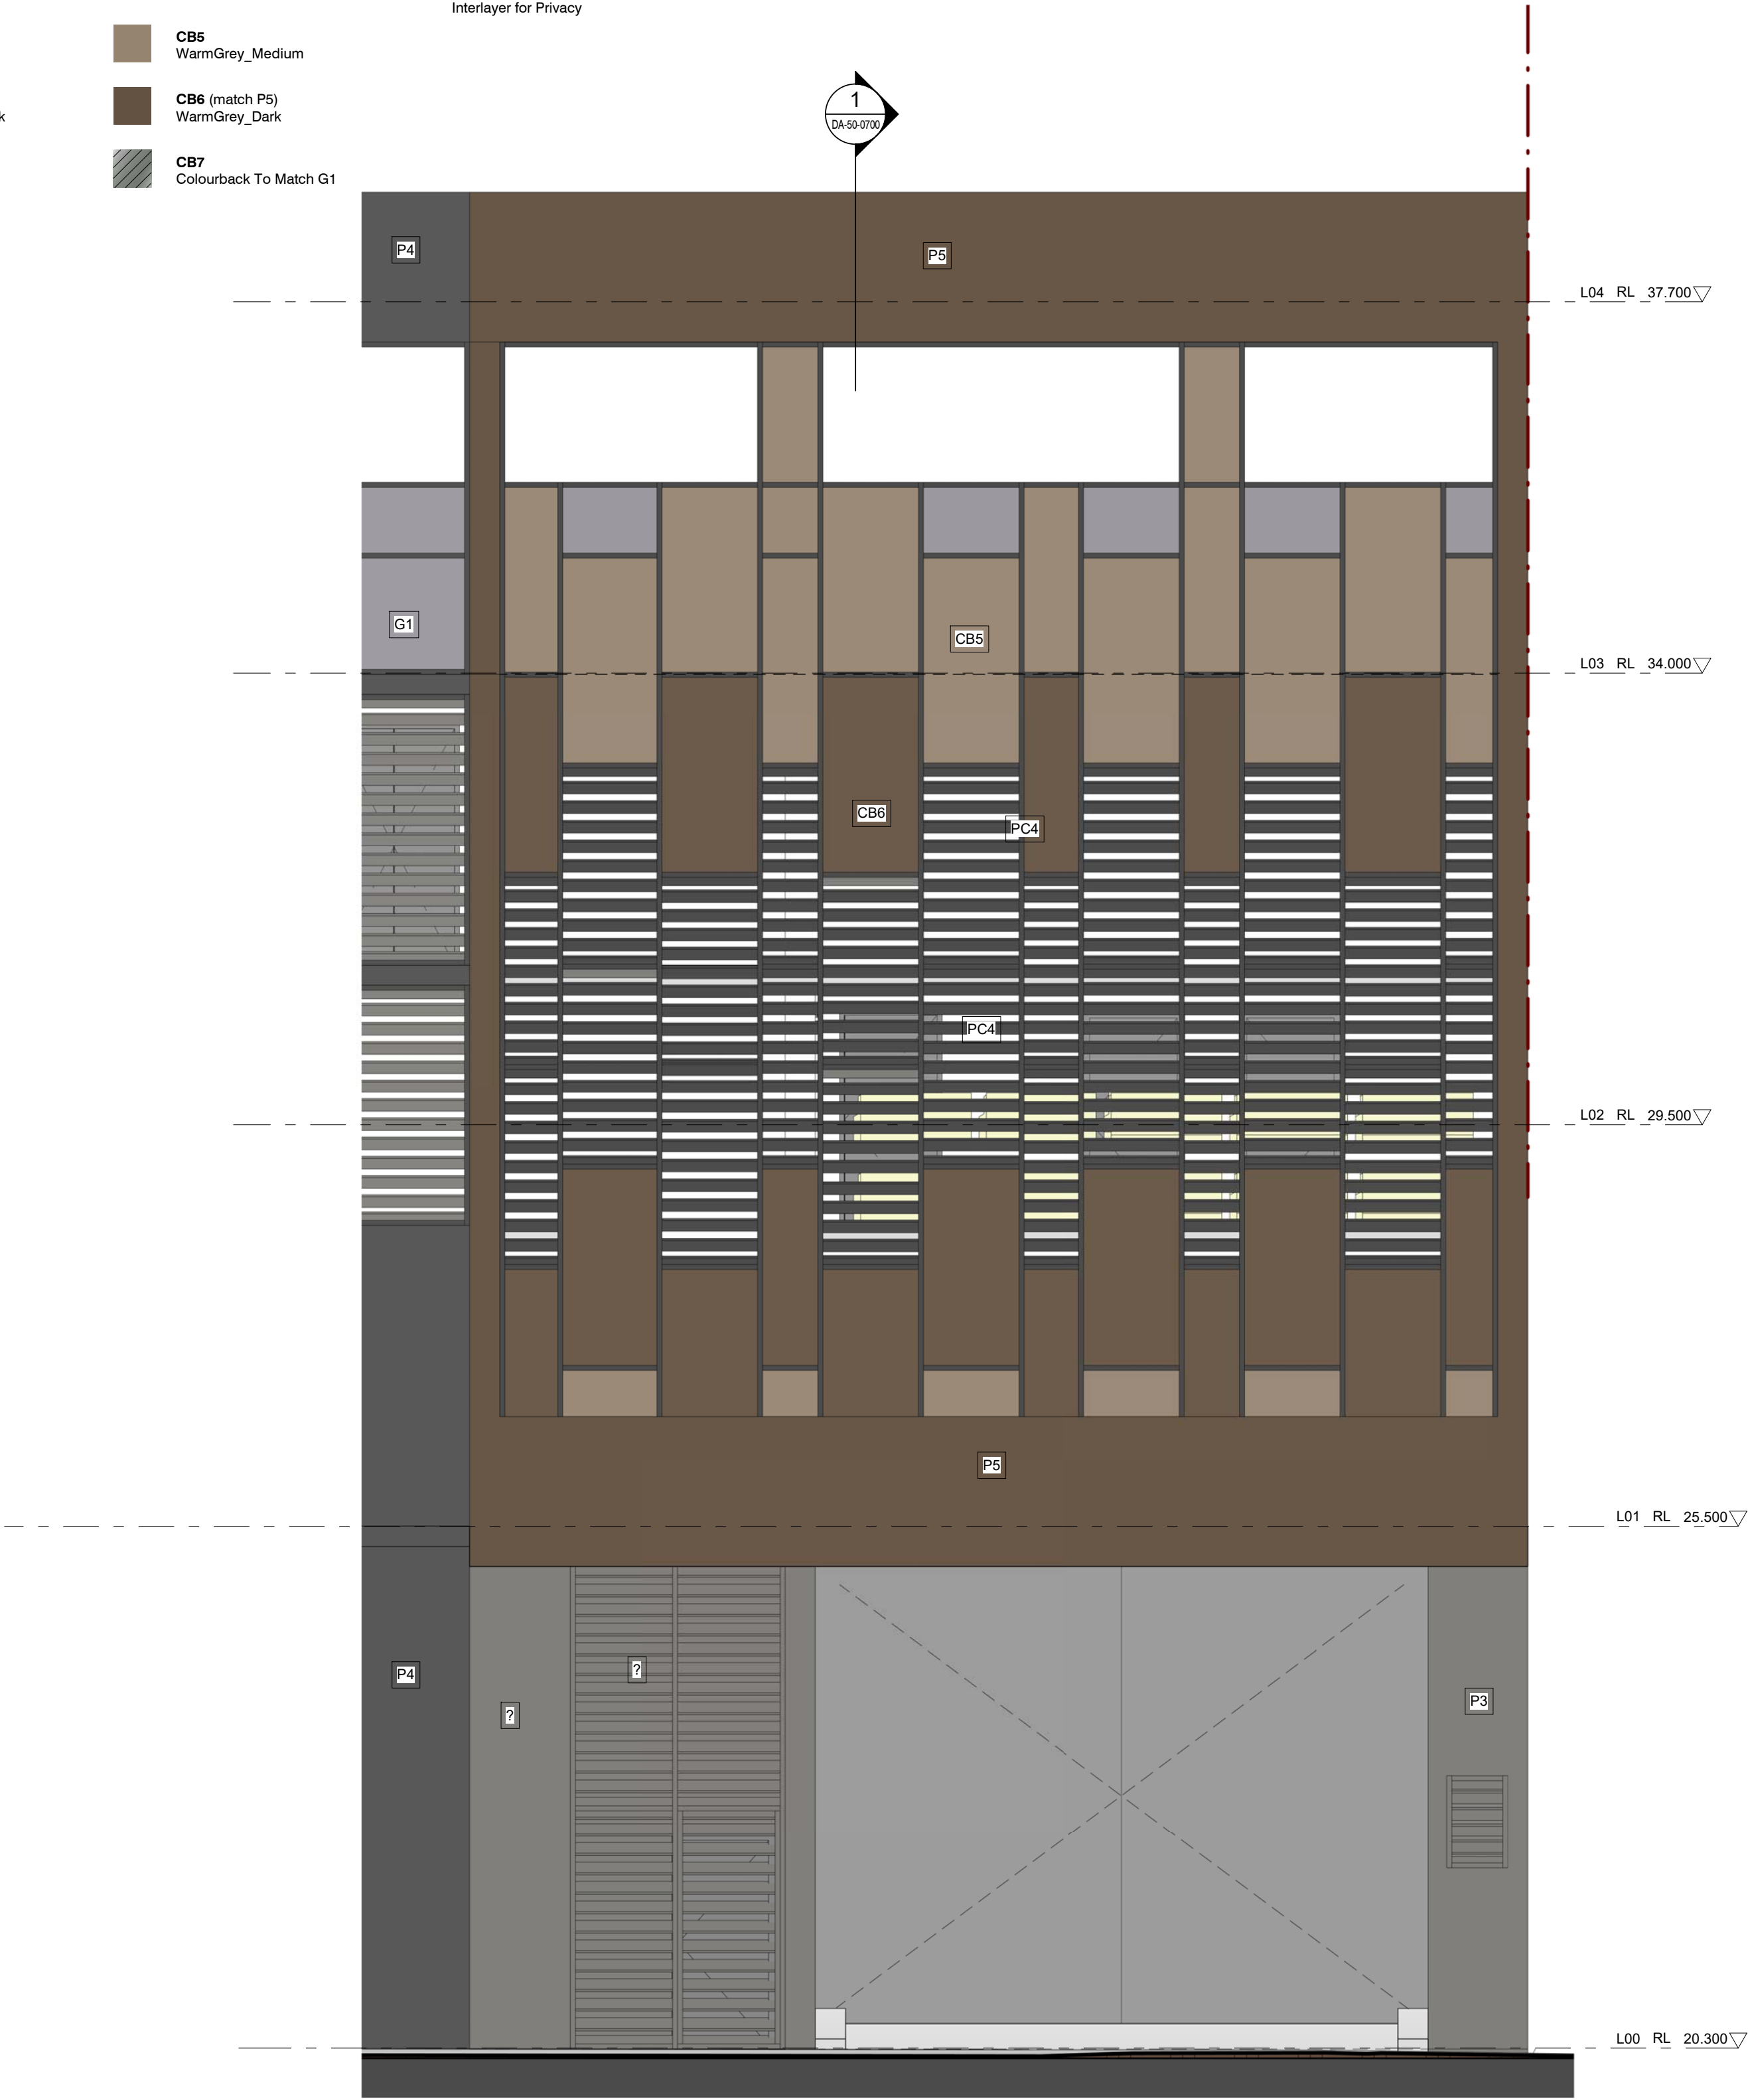 Interlayer for Privacy
CB5
WarmGrey_Medium
k
CB6 (match P5)
WarmGrey_Dark
CB7
Colourback To Match G1
1
DA-50-0700
P4
P5
L04 RL 37.700
G1
CB5
L03 RL 34.000
CB6
PC4
PC4
L02 RL 29.500
P5
L01 RL 25.500
?
P4
P3
?
L00 RL 20.300